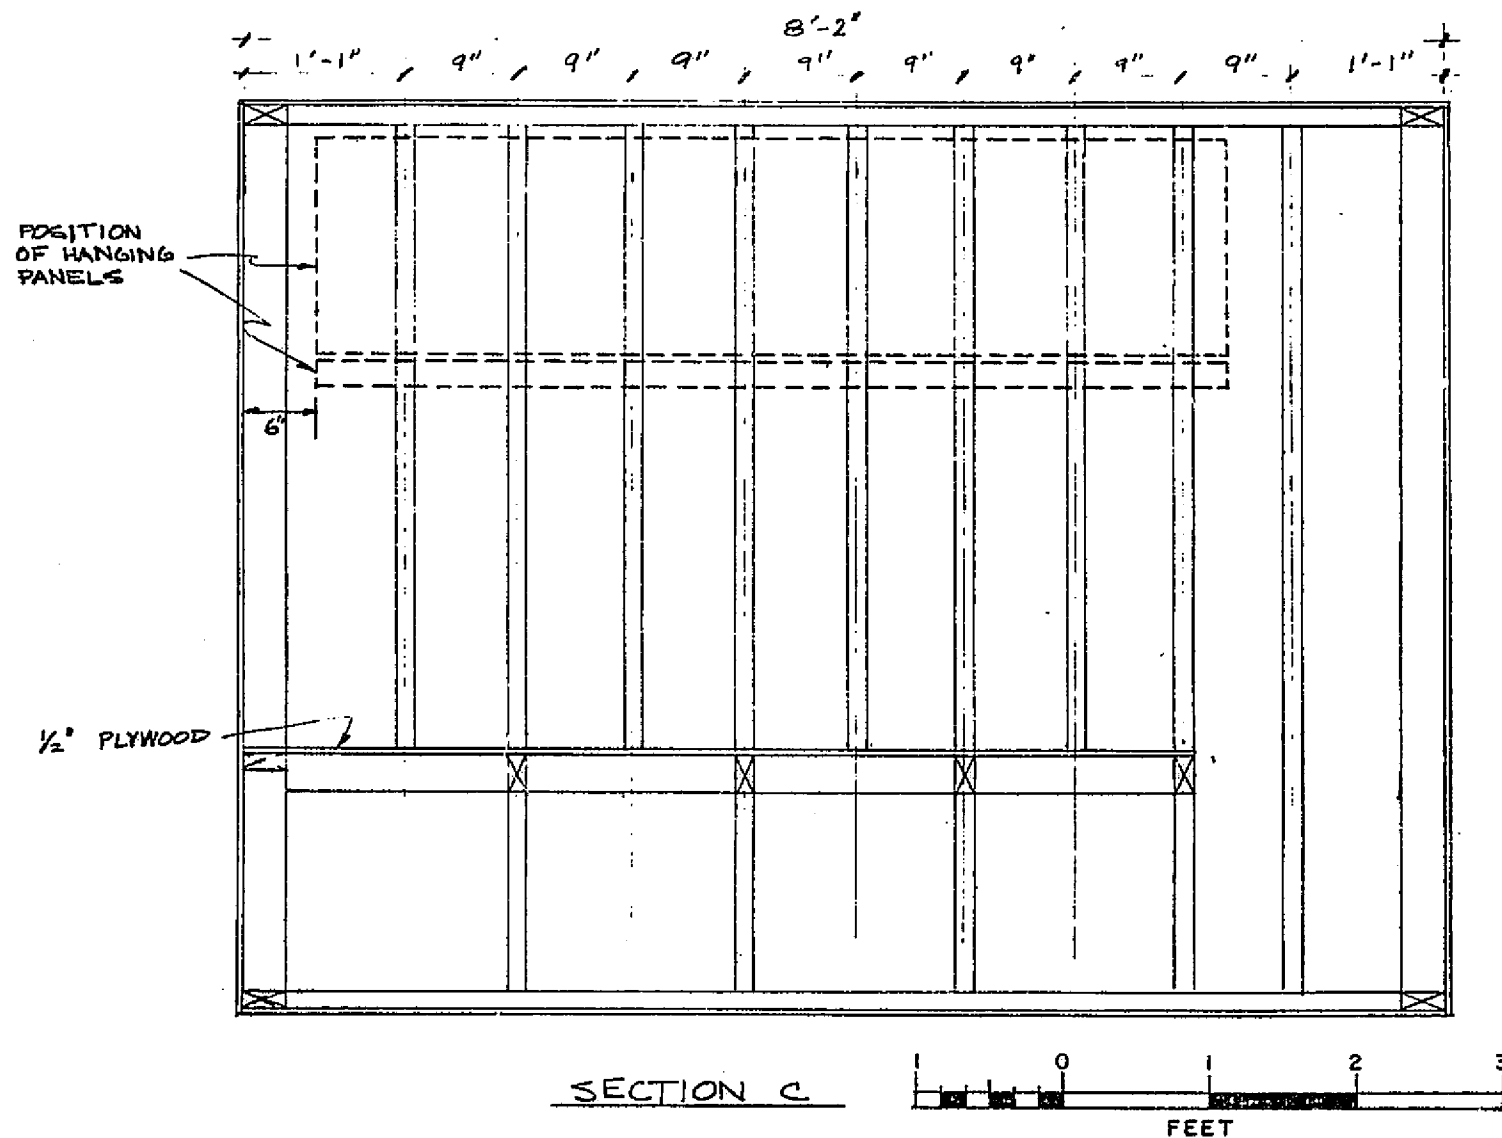 8'-2"
1'-1" 9" 9" 9" 9" 9" 9" 9" 9" 1'-1"
POSITION
OF HANGING
PANELS
6"
1/2" PLYWOOD
SECTION C
1 0 1 2 3
FEET